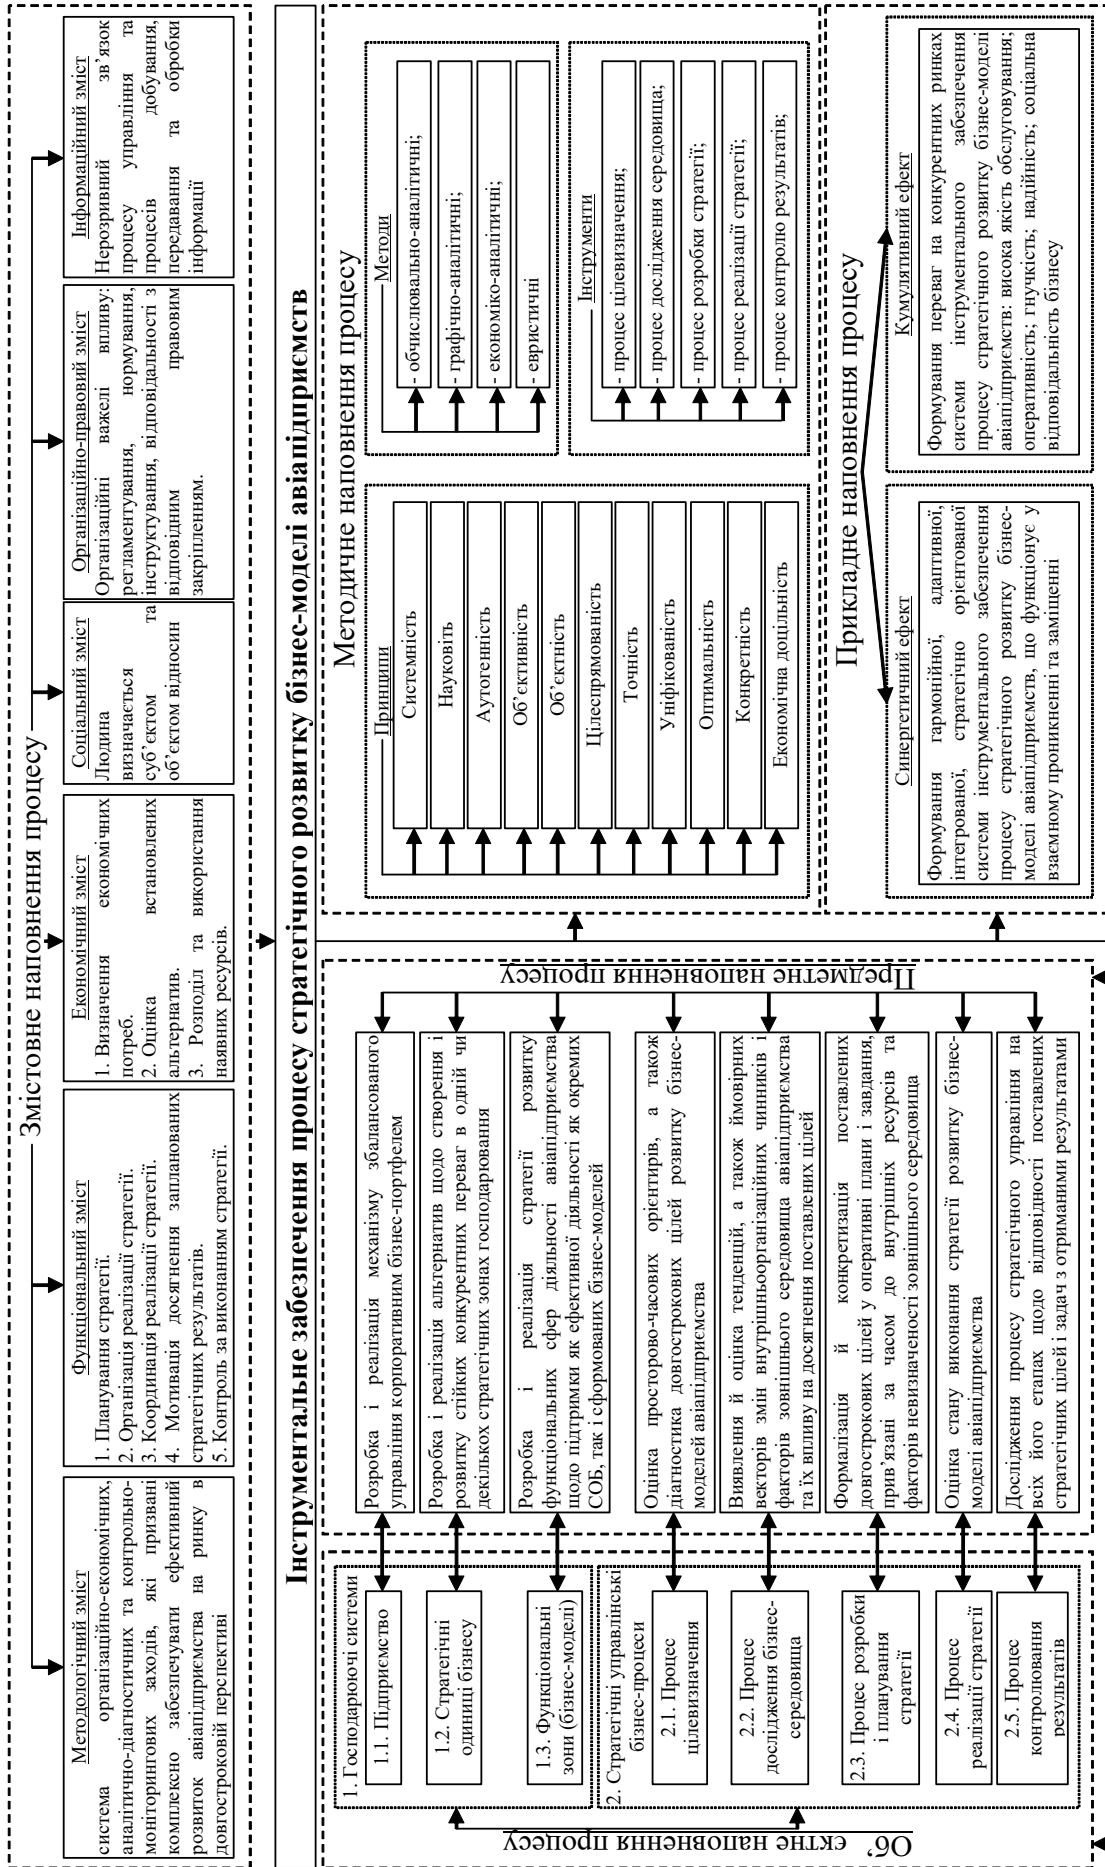 Змістовне наповнення процесу
Методологічний зміст
система організаційно-економічних,
аналітично-діагностичних та контрольно-
моніторингових заходів, які призвані
комплексно забезпечувати ефективний
розвиток авіапідприємства на ринку в
довгостроковій перспективі
Функціональний зміст
1. Планування стратегії.
2. Організація реалізації стратегії.
3. Координація реалізації стратегії.
4. Мотивація досягнення запланованих
стратегічних результатів.
5. Контроль за виконанням стратегії.
Економічний зміст
1. Визначення економічних
потреб.
2. Оцінка встановлених
альтернатив.
3. Розподіл та використання
наявних ресурсів.
Соціальний зміст
Людина
визначається
суб’єктом та
об’єктом відносин
Організаційно-правовий зміст
Організаційні важелі впливу:
регламентування, нормування,
інструктування, відповідальності з
відповідним правовим
закріпленням.
Інформаційний зміст
Нерозривний зв’язок
процесу управління та
процесів добування,
передавання та обробки
інформації
Інструментальне забезпечення процесу стратегічного розвитку бізнес-моделі авіапідприємств
Об’єктне наповнення процесу
1. Господарюючі системи
1.1. Підприємство
1.2. Стратегічні
одиниці бізнесу
1.3. Функціональні
зони (бізнес-моделі)
2. Стратегічні управлінські
бізнес-процеси
2.1. Процес
цілевизначення
2.2. Процес
дослідження бізнес-
середовища
2.3. Процес розробки
і планування
стратегії
2.4. Процес
реалізації стратегії
2.5. Процес
контролювання
результатів
Предметне наповнення процесу
Розробка і реалізація механізму збалансованого
управління корпоративним бізнес-портфелем
Розробка і реалізація альтернатив щодо створення і
розвитку стійких конкурентних переваг в одній чи
декількох стратегічних зонах господарювання
Розробка і реалізація стратегії розвитку
функціональних сфер діяльності авіапідприємства
щодо підтримки як ефективної діяльності як окремих
СОБ, так і сформованих бізнес-моделей
Оцінка просторово-часових орієнтирів, а також
діагностика довгострокових цілей розвитку бізнес-
моделей авіапідприємства
Виявлення й оцінка тенденцій, а також ймовірних
векторів змін внутрішньоорганізаційних чинників і
факторів зовнішнього середовища авіапідприємства
та їх впливу на досягнення поставлених цілей
Формалізація й конкретизація поставлених
довгострокових цілей у оперативні плани і завдання,
прив’язані за часом до внутрішніх ресурсів та
факторів невизначеності зовнішнього середовища
Оцінка стану виконання стратегії розвитку бізнес-
моделі авіапідприємства
Дослідження процесу стратегічного управління на
всіх його етапах щодо відповідності поставлених
стратегічних цілей і задач з отриманими результатами
Методичне наповнення процесу
Принципи
Системність
Науковіть
Аутогенність
Об’єктивність
Об’єктність
Цілеспрямованість
Точність
Уніфікованість
Оптимальність
Конкретність
Економічна доцільність
Методи
- обчислювально-аналітичні;
- графічно-аналітичні;
- економіко-аналітичні;
- евристичні
Інструменти
- процес цілевизначення;
- процес дослідження середовища;
- процес розробки стратегії;
- процес реалізації стратегії;
- процес контролю результатів;
Прикладне наповнення процесу
Синергетичний ефект
Формування гармонійної, адаптивної,
інтегрованої, стратегічно орієнтованої
системи інструментального забезпечення
процесу стратегічного розвитку бізнес-
моделі авіапідприємств, що функціонує у
взаємному проникненні та заміщенні
Кумулятивний ефект
Формування переваг на конкурентних ринках
системи інструментального забезпечення
процесу стратегічного розвитку бізнес-моделі
авіапідприємств: висока якість обслуговування;
оперативність; гнучкість; надійність; соціальна
відповідальність бізнесу